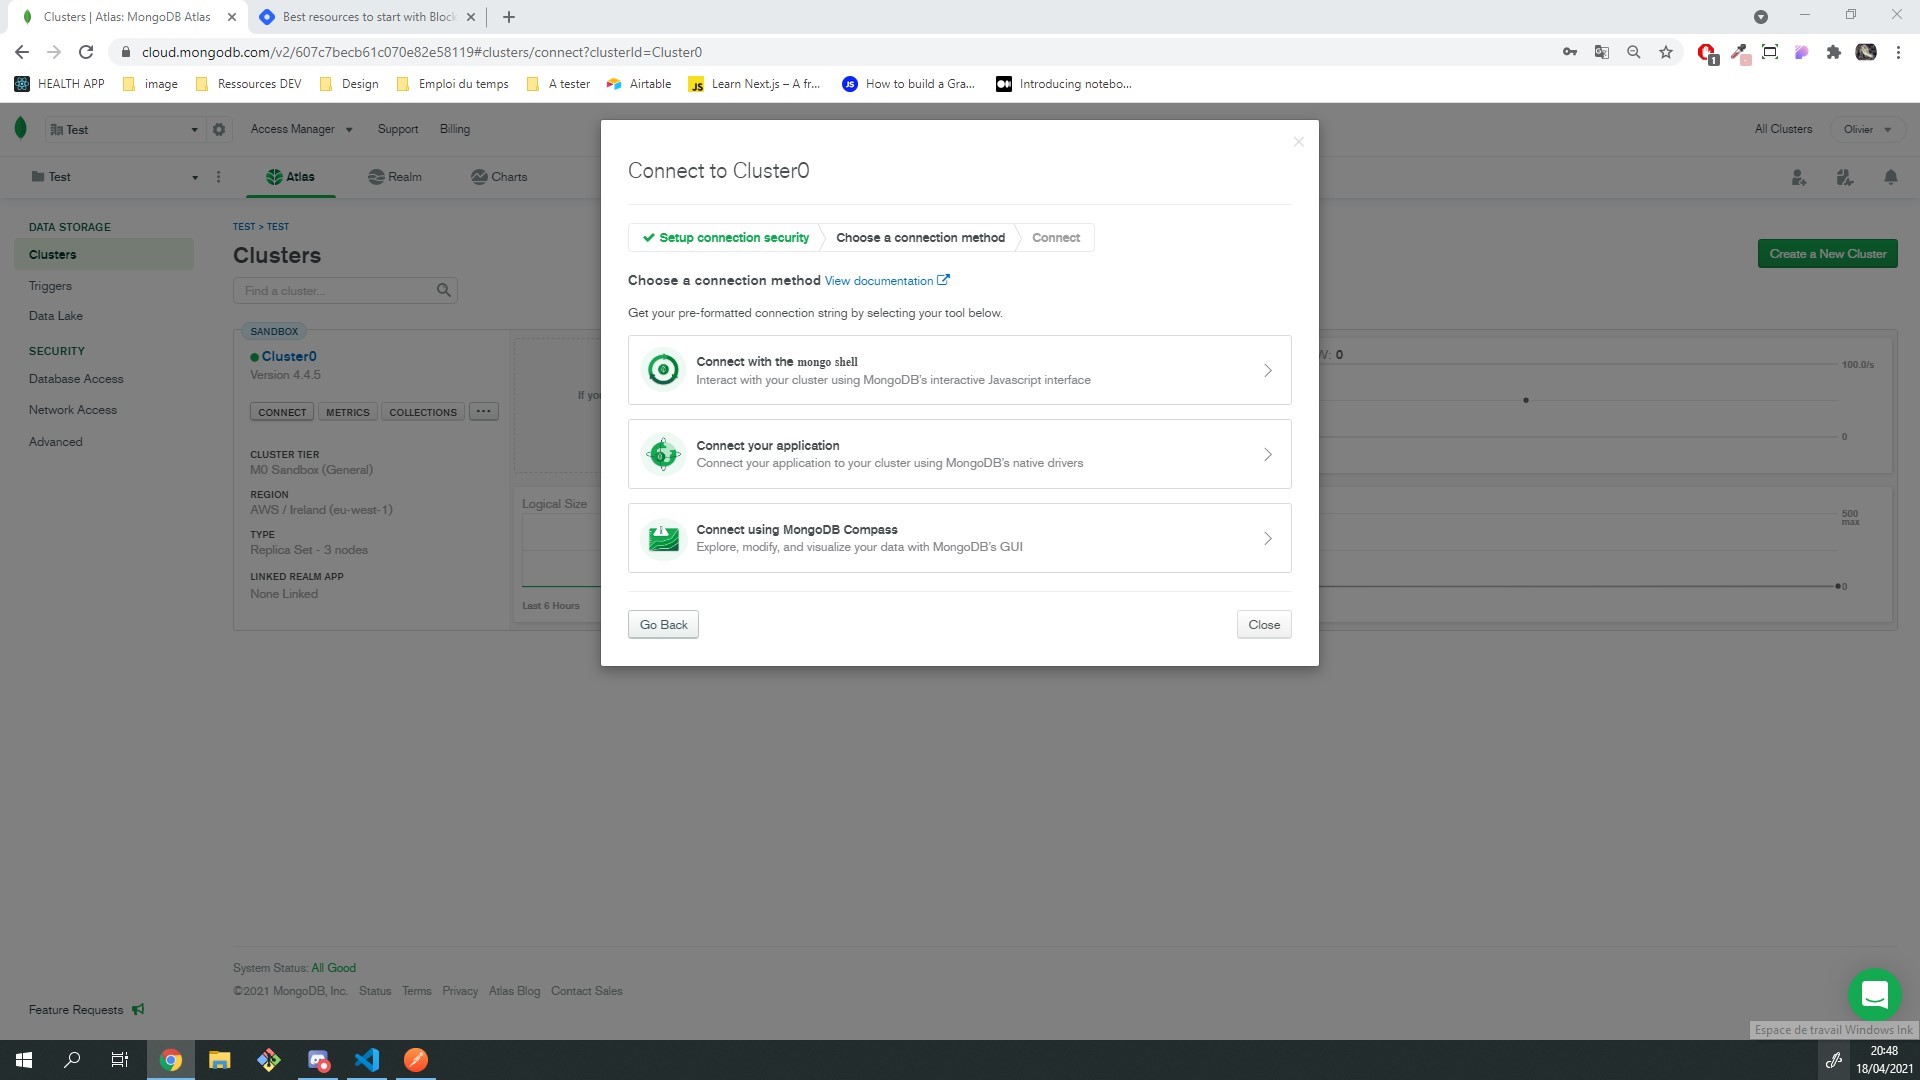 Clusters | Atlas: MongoDB Atlas
Best resources to start with Block
cloud.mongodb.com/v2/607c7becb61c070e82e58119#clusters/connect?clusterId=Cluster0
1
HEALTH APP
image
Ressources DEV
Design
Emploi du temps
A tester
Airtable
JS
Learn Next.js – A fr...
JS
How to build a Gra...
Introducing notebo...
Test
Access Manager
Support
Billing
All Clusters
Olivier
Test
Atlas
Realm
Charts
DATA STORAGE
Clusters
Triggers
Data Lake
SECURITY
Database Access
Network Access
Advanced
Feature Requests
TEST > TEST
Clusters
Find a cluster...
Create a New Cluster
SANDBOX
Cluster0
Version 4.4.5
CONNECT
METRICS
COLLECTIONS
...
CLUSTER TIER
M0 Sandbox (General)
REGION
AWS / Ireland (eu-west-1)
TYPE
Replica Set - 3 nodes
LINKED REALM APP
None Linked
If you
Logical Size
Last 6 Hours
W: 0
100.0/s
0
500
max
0
Connect to Cluster0
Setup connection security
Choose a connection method
Connect
Choose a connection method View documentation
Get your pre-formatted connection string by selecting your tool below.
Connect with the mongo shell
Interact with your cluster using MongoDB's interactive Javascript interface
Connect your application
Connect your application to your cluster using MongoDB's native drivers
Connect using MongoDB Compass
Explore, modify, and visualize your data with MongoDB's GUI
Go Back
Close
System Status: All Good
©2021 MongoDB, Inc.
Status
Terms
Privacy
Atlas Blog
Contact Sales
Espace de travail Windows Ink
20:48
18/04/2021